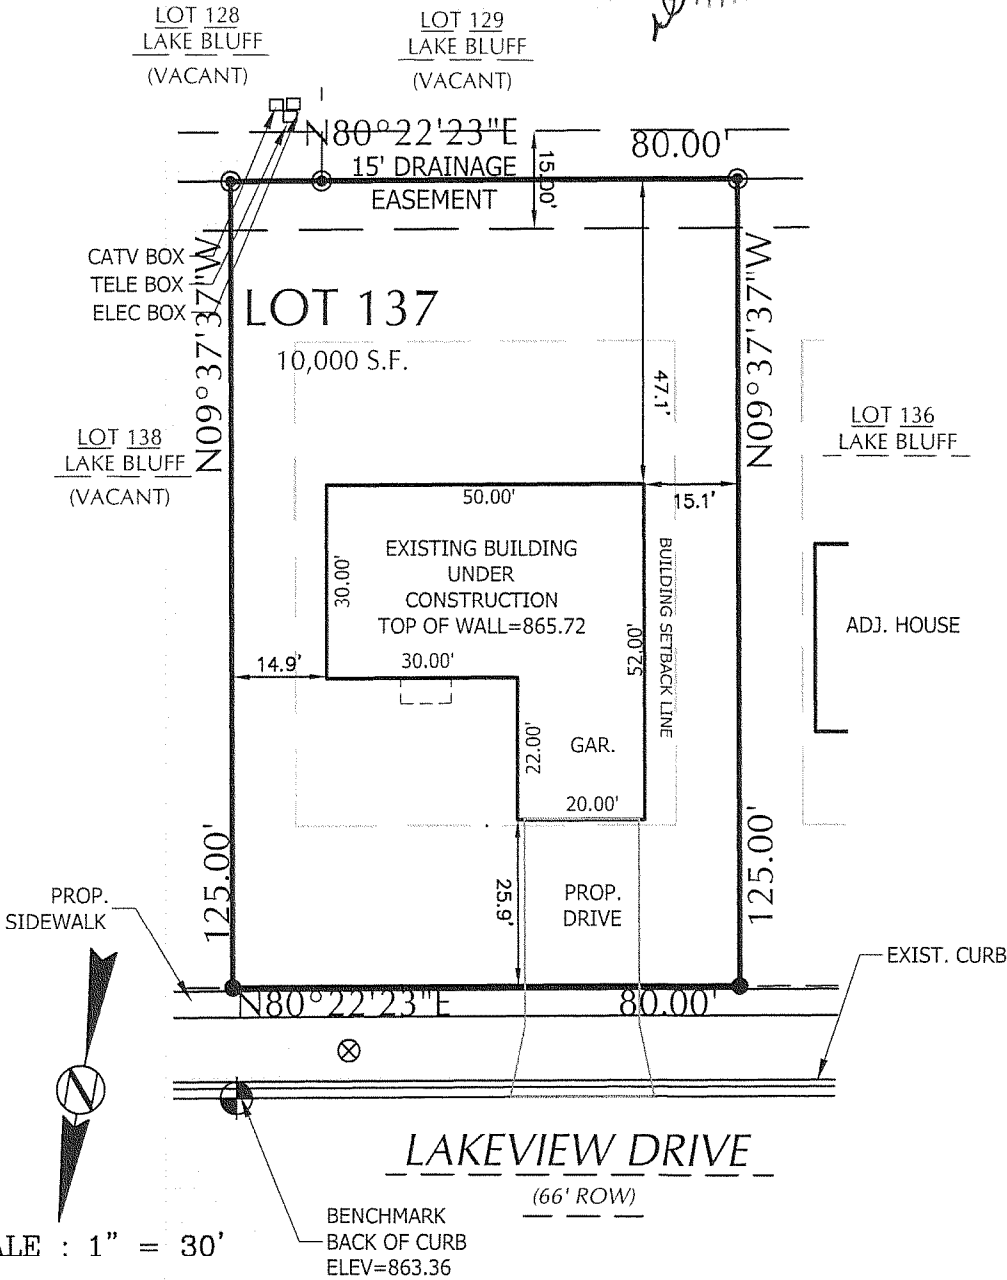 LOT 128
LAKE BLUFF
(VACANT)
LOT 129
LAKE BLUFF
(VACANT)
N80°22'23"E
80.00'
15' DRAINAGE
EASEMENT
15.00'
CATV BOX
TELE BOX
ELEC BOX
N09°37'37"W
N09°37'37"W
LOT 137
10,000 S.F.
47.1'
LOT 138
LAKE BLUFF
(VACANT)
LOT 136
LAKE BLUFF
50.00'
15.1'
EXISTING BUILDING
UNDER
CONSTRUCTION
TOP OF WALL=865.72
30.00'
BUILDING SETBACK LINE
ADJ. HOUSE
52.00'
14.9'
30.00'
22.00'
GAR.
20.00'
125.00'
125.00'
25.9'
PROP.
DRIVE
PROP.
SIDEWALK
EXIST. CURB
N80°22'23"E
80.00'
N
LAKEVIEW DRIVE
(66' ROW)
BENCHMARK
BACK OF CURB
ELEV=863.36
ALE : 1" = 30'